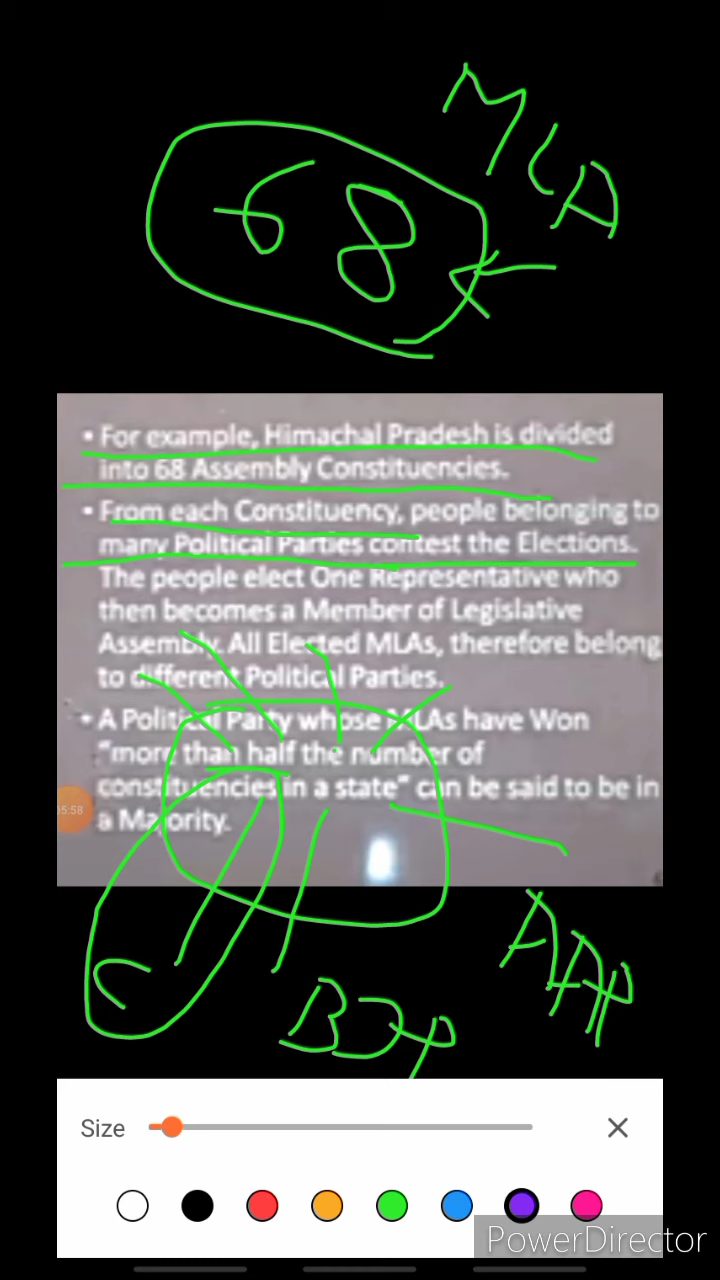 MLA
68
• For example, Himachal Pradesh is divided
into 68 Assembly Constituencies.
• From each Constituency, people belonging to
many Political Parties contest the Elections.
The people elect One Representative who
then becomes a Member of Legislative
Assembly. All Elected MLAs, therefore belong
to different Political Parties.
• A Political Party whose MLAs have Won
"more than half the number of
constituencies in a state" can be said to be in
a Majority.
05:58
C
BJP
AAP
Size
PowerDirector